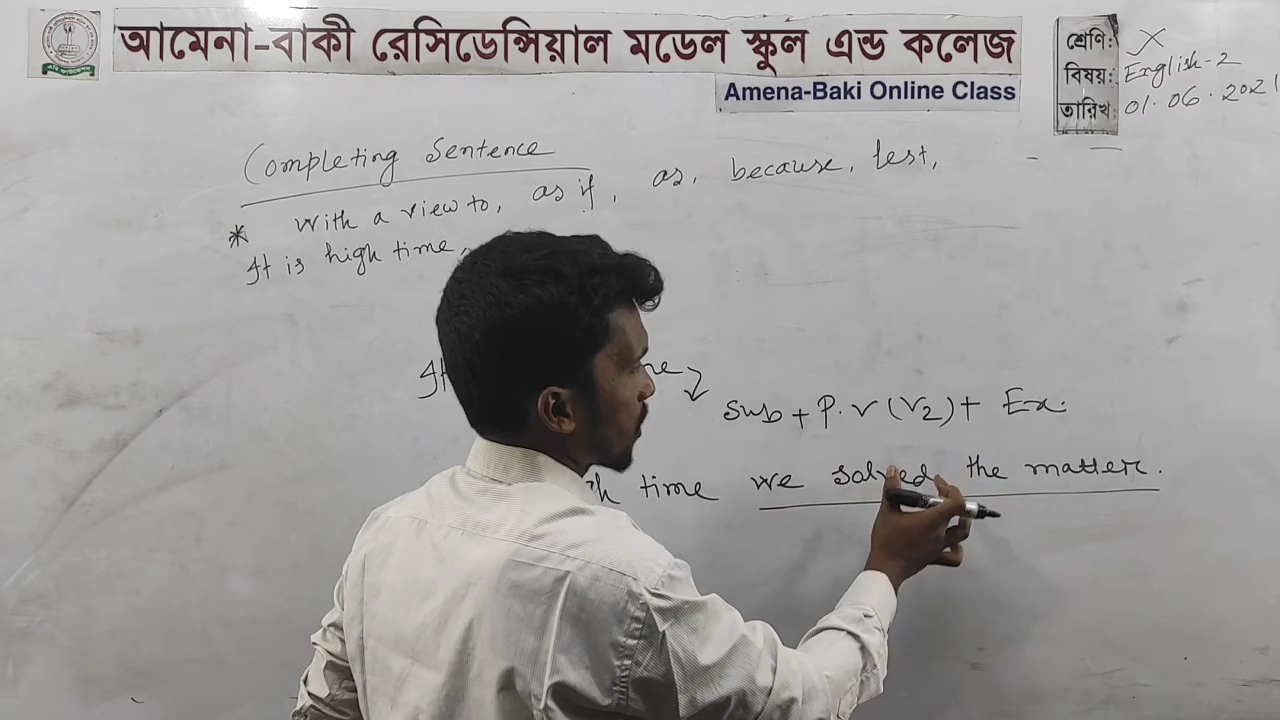 আমেনা-বাকী রেসিডেন্সিয়াল মডেল স্কুল এন্ড কলেজ
Amena-Baki Online Class
শ্রেণি: X
বিষয়: English-2
তারিখ: 01.06.2021
Completing Sentence
* With a view to, as if, as, because, lest,
It is high time,
It
Sub + P.V (V2) + Ex.
time we solved the matter.